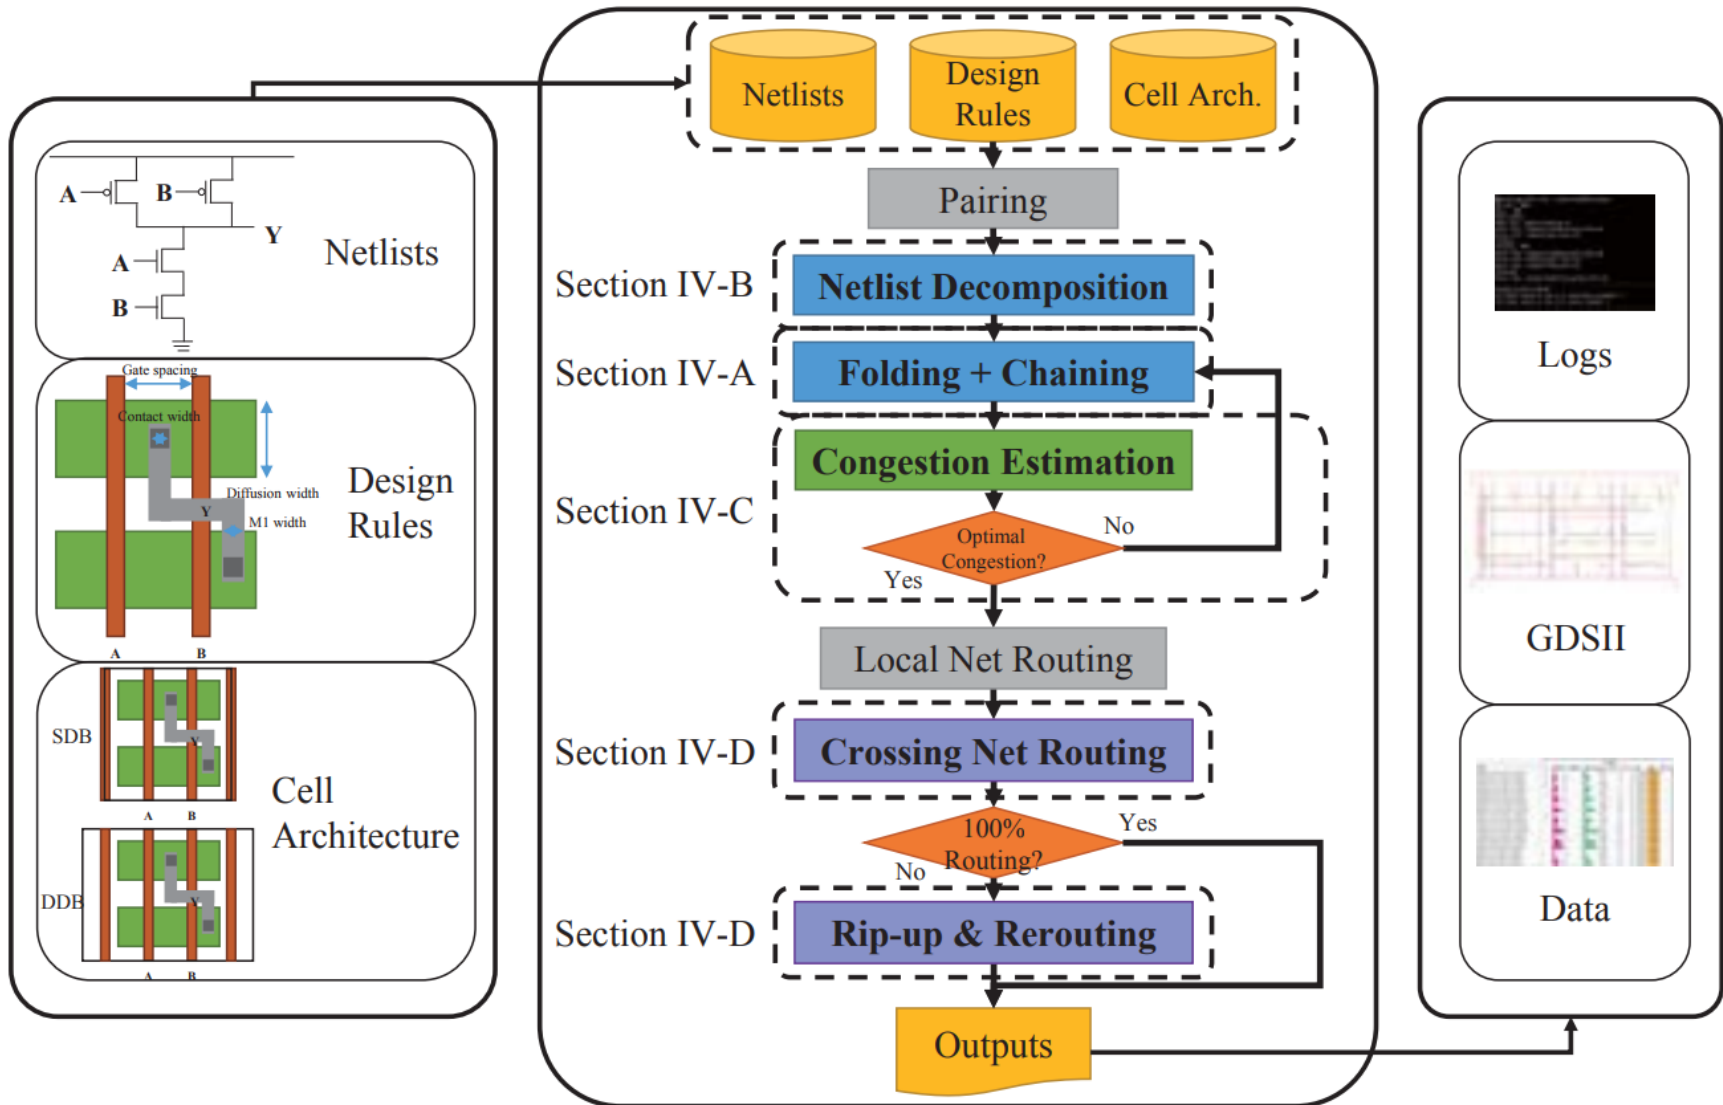 A
B
Y
A
B
Netlists
Gate spacing
Contact width
Diffusion width
Y
M1 width
A
B
Design
Rules
SDB
Y
A
B
DDB
Y
A
B
Cell
Architecture
Netlists
Design
Rules
Cell Arch.
Pairing
Section IV-B
Netlist Decomposition
Section IV-A
Folding + Chaining
Section IV-C
Congestion Estimation
Optimal
Congestion?
No
Yes
Local Net Routing
Section IV-D
Crossing Net Routing
100%
Routing?
Yes
No
Section IV-D
Rip-up & Rerouting
Outputs
Logs
GDSII
Data